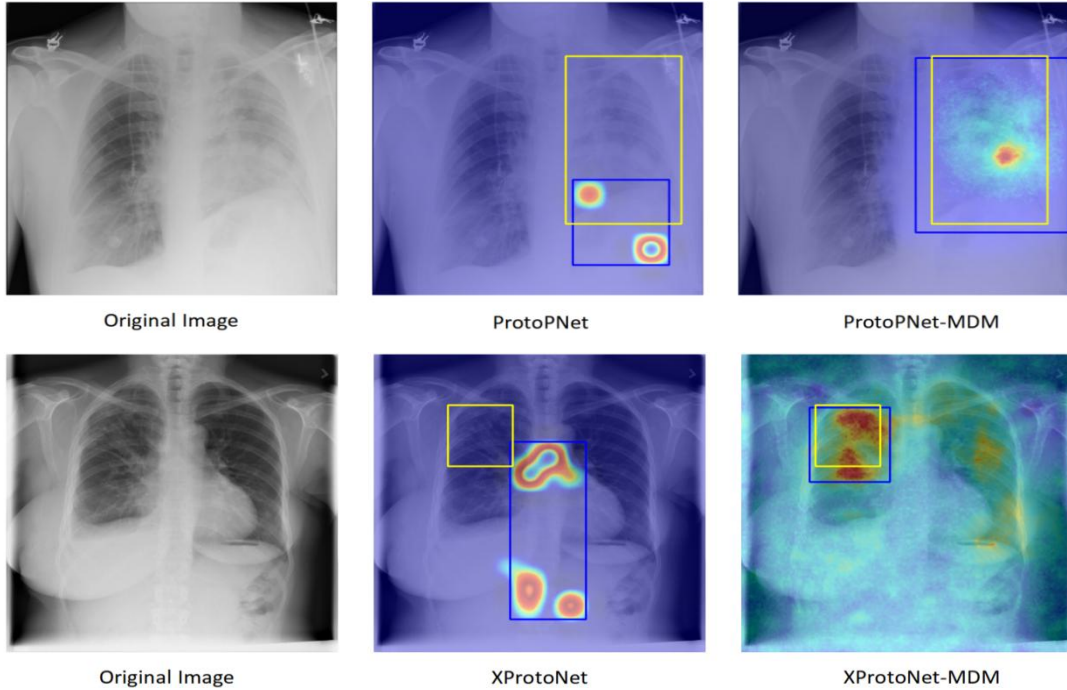 Original Image
ProtoPNet
ProtoPNet-MDM
Original Image
XProtoNet
XProtoNet-MDM